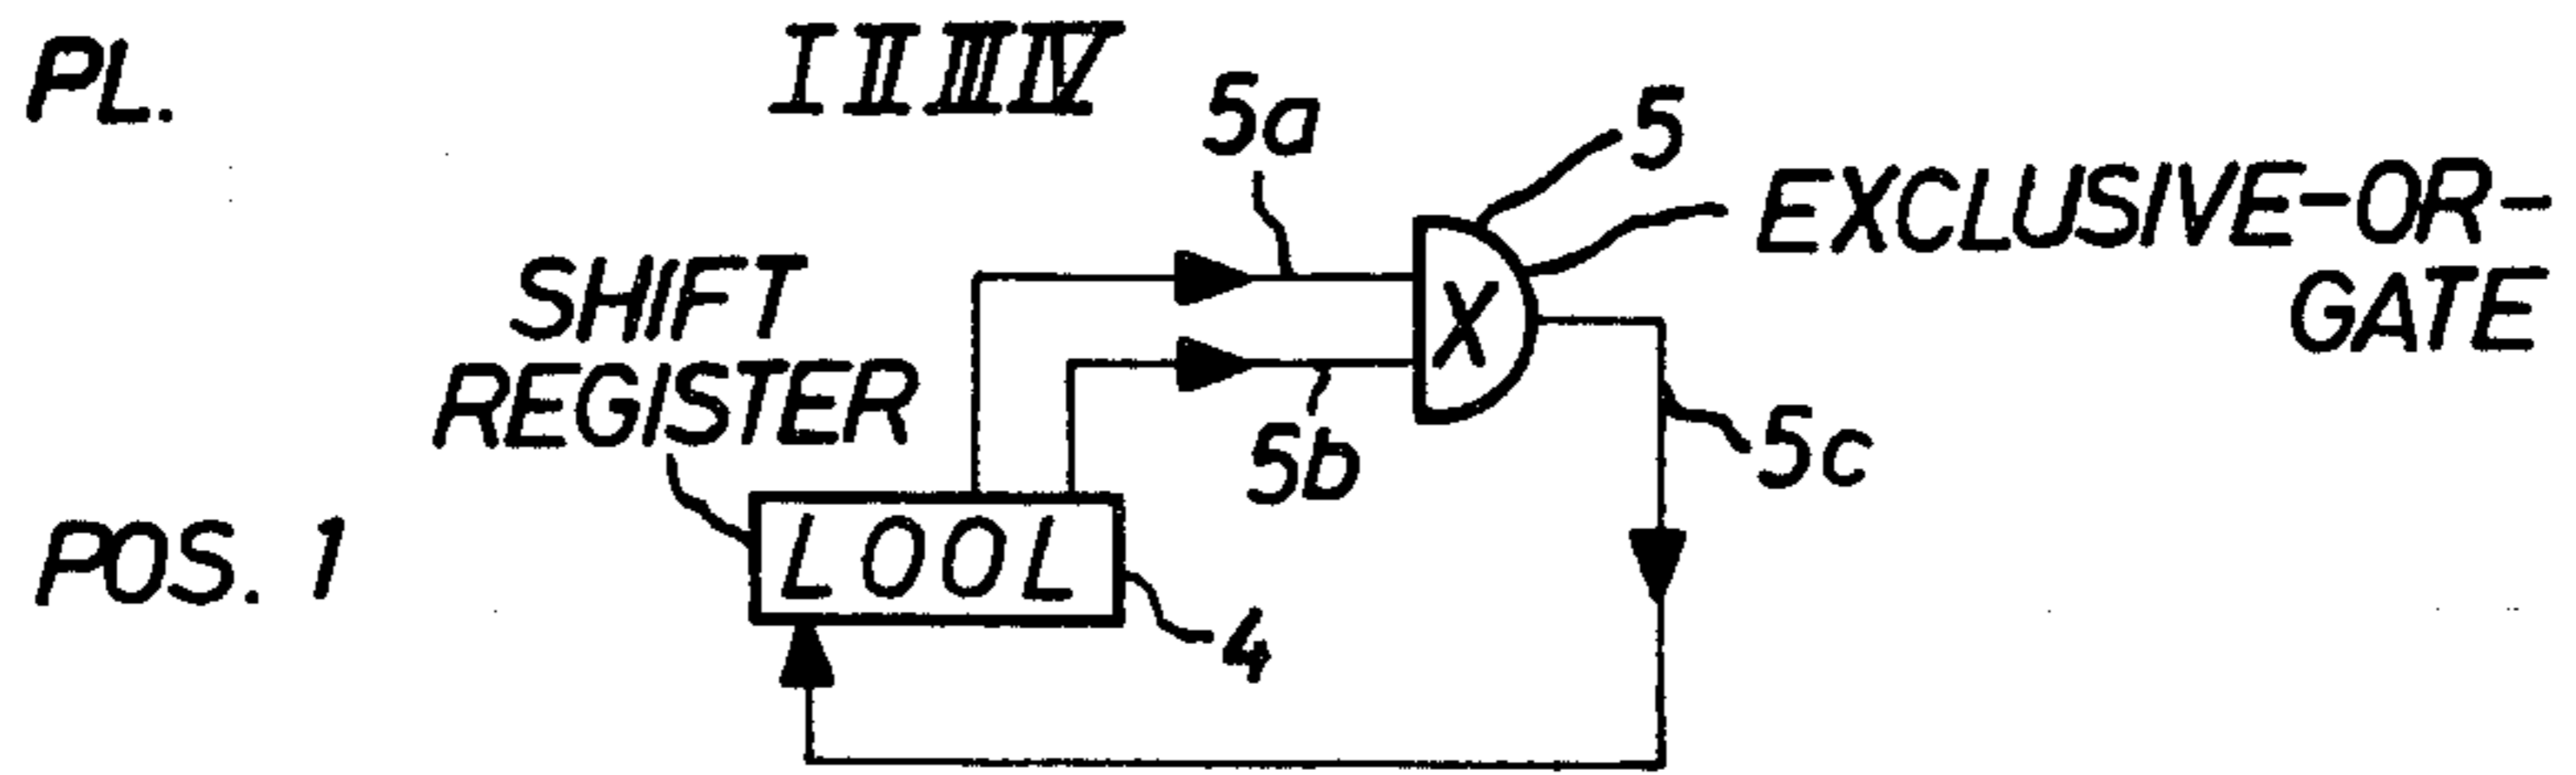 PL.
I II III IV
5a
5
EXCLUSIVE-OR-
GATE
SHIFT
REGISTER
X
5b
5c
POS. 1
LOOL
4